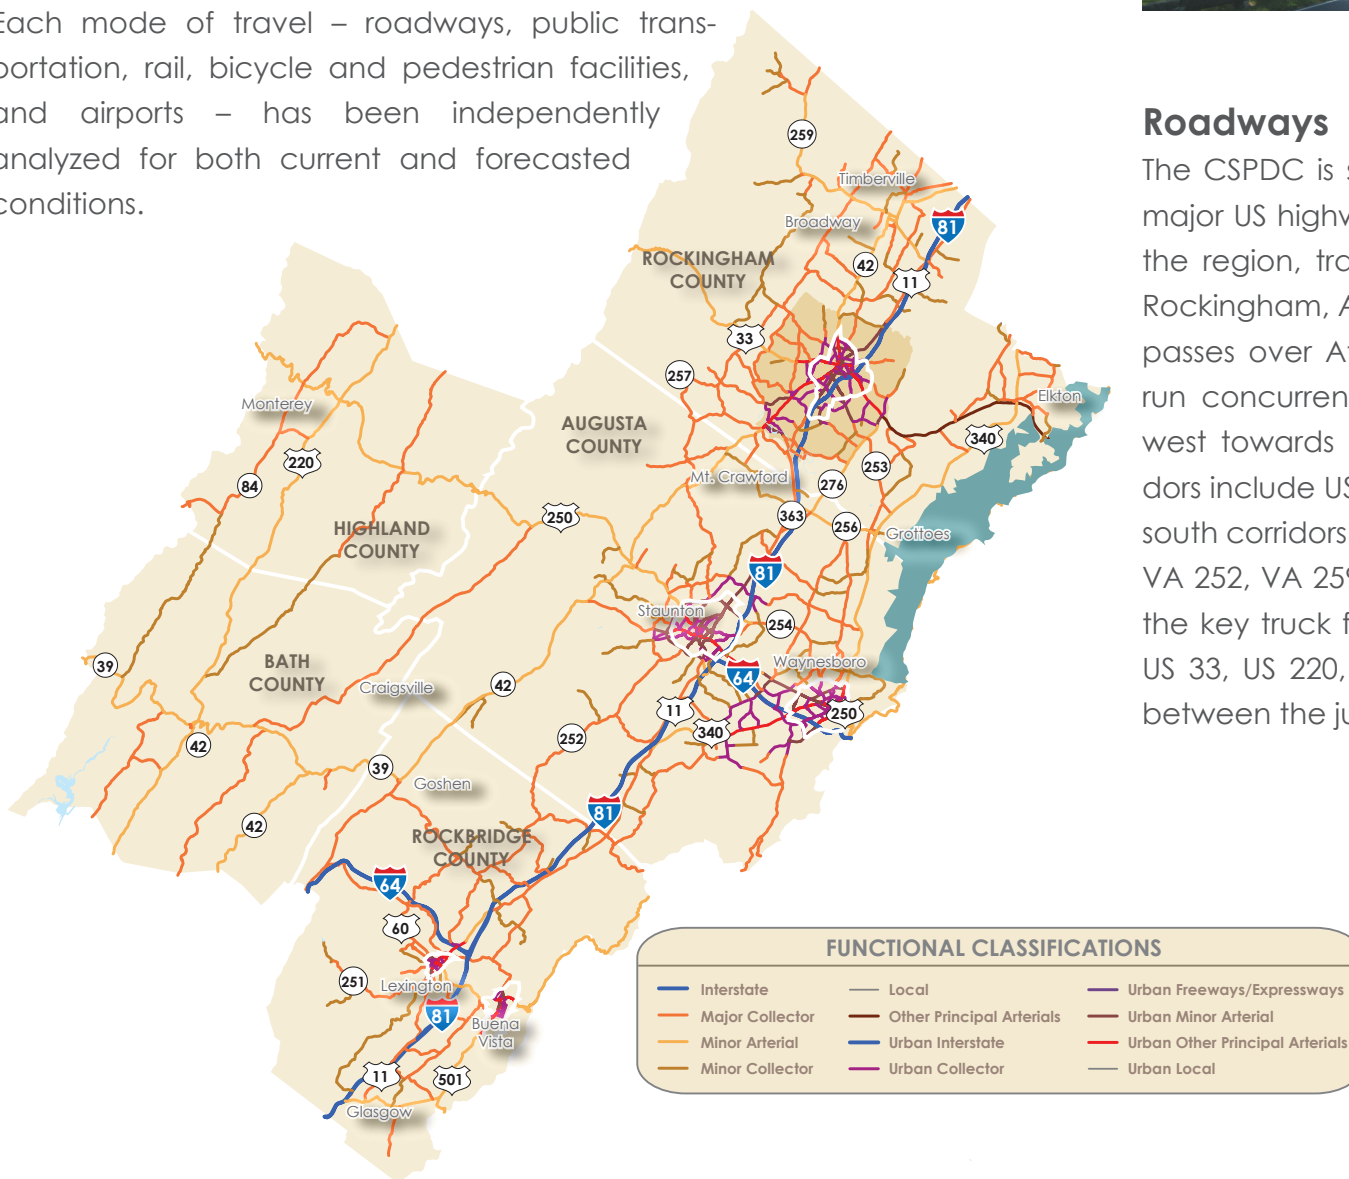 Each mode of travel – roadways, public trans-
portation, rail, bicycle and pedestrian facilities,
and airports – has been independently
analyzed for both current and forecasted
conditions.
Roadways
The CSPDC is s
major US highw
the region, tra
Rockingham, A
passes over Af
run concurren
west towards
dors include US
south corridors
VA 252, VA 259
the key truck f
US 33, US 220,
between the ju
259
Timberville
Broadway
81
ROCKINGHAM
COUNTY
42
11
33
257
Elkton
Monterey
AUGUSTA
COUNTY
340
220
253
Mt. Crawford
84
276
250
363
256
HIGHLAND
COUNTY
Grottoes
81
Staunton
254
39
BATH
COUNTY
Waynesboro
64
Craigsville
42
11
250
340
42
252
39
Goshen
81
42
ROCKBRIDGE
COUNTY
64
60
251
Lexington
81
Buena
Vista
11
501
Glasgow
FUNCTIONAL CLASSIFICATIONS
Interstate
Major Collector
Minor Arterial
Minor Collector
Local
Other Principal Arterials
Urban Interstate
Urban Collector
Urban Freeways/Expressways
Urban Minor Arterial
Urban Other Principal Arterials
Urban Local